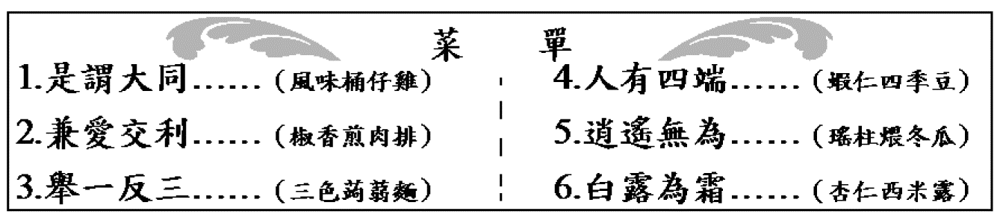 菜單
1.是謂大同......(風味桶仔雞)
2.兼愛交利......(椒香煎肉排)
3.舉一反三......(三色蒟蒻麵)
4.人有四端......(蝦仁四季豆)
5.逍遙無為......(瑤柱煨冬瓜)
6.白露為霜......(杏仁西米露)